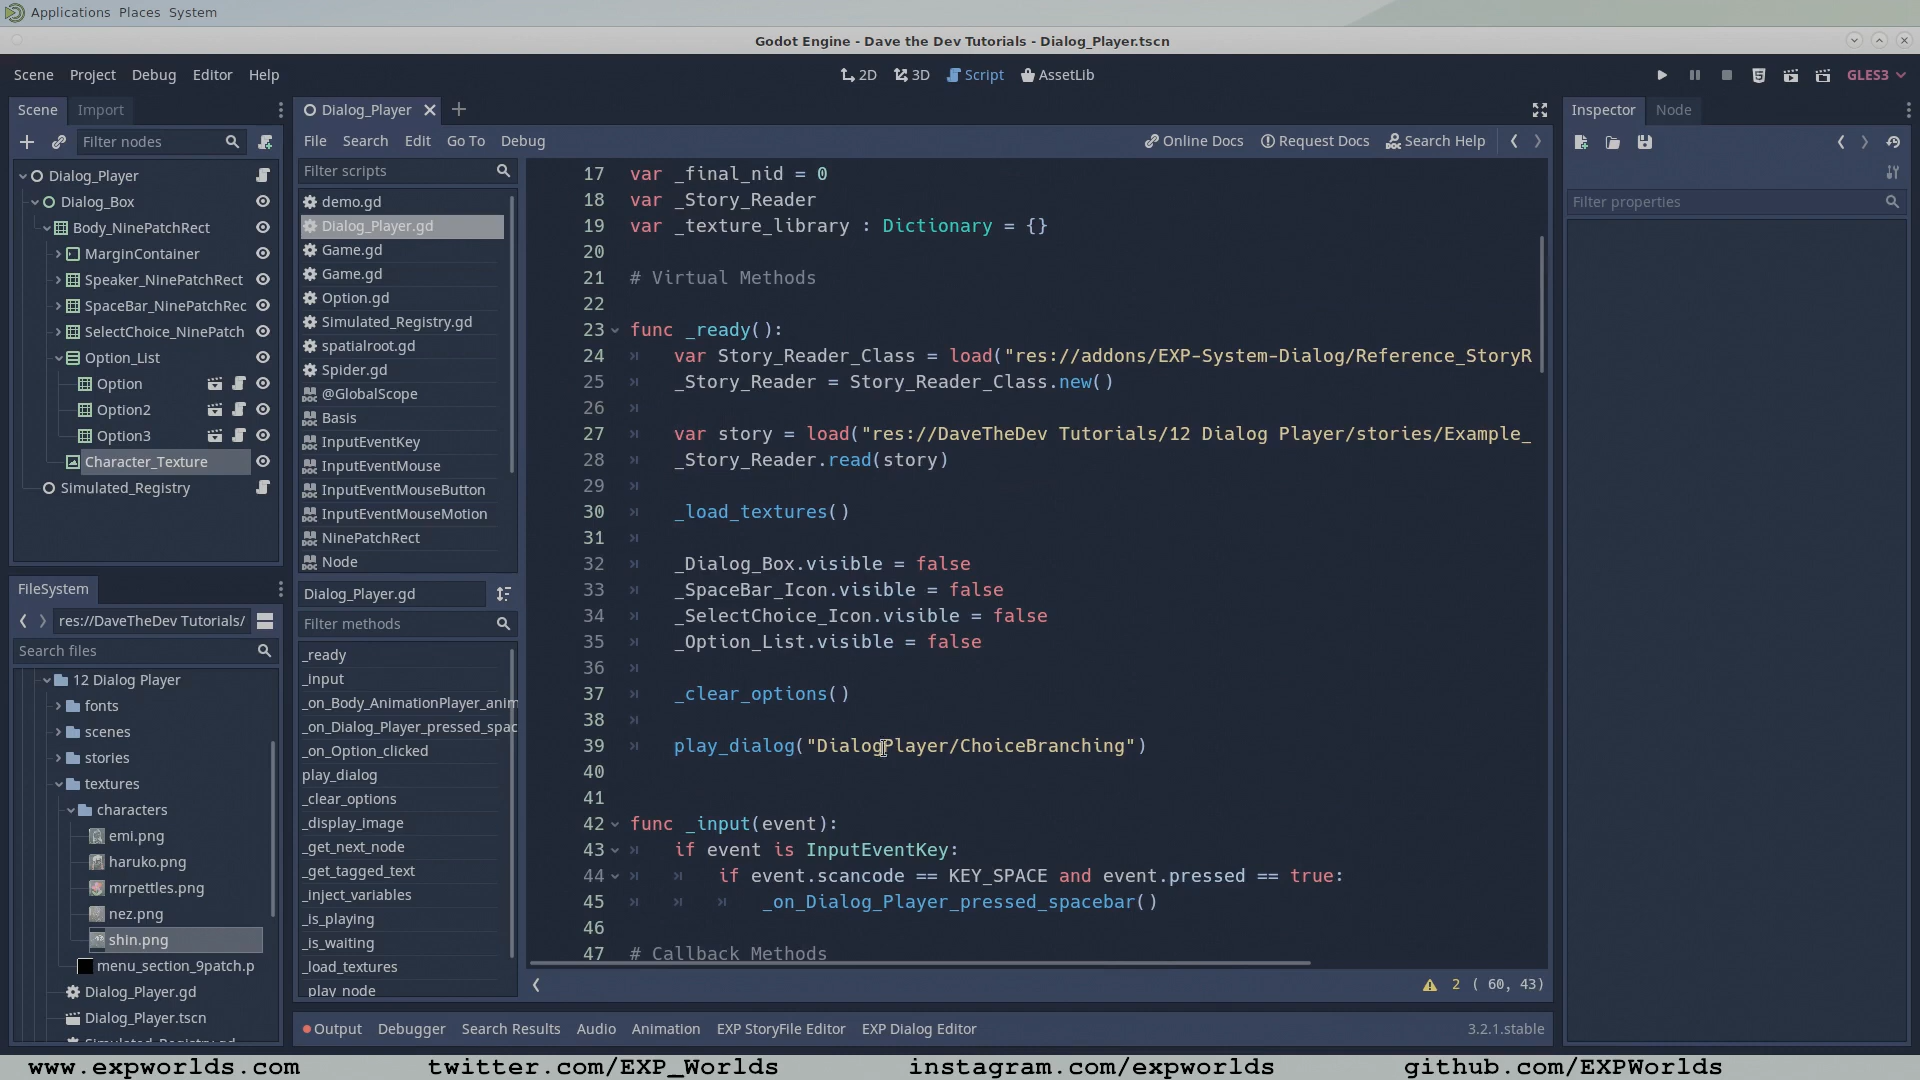 Applications Places System
Godot Engine - Dave the Dev Tutorials - Dialog_Player.tscn
Scene Project Debug Editor Help
2D 3D Script AssetLib
GLES3
Scene Import
Filter nodes
Dialog_Player
Dialog_Box
Body_NinePatchRect
MarginContainer
Speaker_NinePatchRect
SpaceBar_NinePatchRec
SelectChoice_NinePatch
Option_List
Option
Option2
Option3
Character_Texture
Simulated_Registry
FileSystem
res://DaveTheDev Tutorials/
Search files
12 Dialog Player
fonts
scenes
stories
textures
characters
emi.png
haruko.png
mrpettles.png
nez.png
shin.png
menu_section_9patch.p
Dialog_Player.gd
Dialog_Player.tscn
Simulated_Registry.gd
Dialog_Player
File Search Edit Go To Debug
Online Docs Request Docs Search Help
Filter scripts
demo.gd
Dialog_Player.gd
Game.gd
Game.gd
Option.gd
Simulated_Registry.gd
spatialroot.gd
Spider.gd
@GlobalScope
Basis
InputEventKey
InputEventMouse
InputEventMouseButton
InputEventMouseMotion
NinePatchRect
Node
Dialog_Player.gd
Filter methods
_ready
_input
_on_Body_AnimationPlayer_anim
_on_Dialog_Player_pressed_spac
_on_Option_clicked
play_dialog
_clear_options
_display_image
_get_next_node
_get_tagged_text
_inject_variables
_is_playing
_is_waiting
_load_textures
_play_node
17 var _final_nid = 0
18 var _Story_Reader
19 var _texture_library : Dictionary = {}
20
21 # Virtual Methods
22
23 func _ready():
24 var Story_Reader_Class = load("res://addons/EXP-System-Dialog/Reference_StoryR
25 _Story_Reader = Story_Reader_Class.new()
26
27 var story = load("res://DaveTheDev Tutorials/12 Dialog Player/stories/Example_
28 _Story_Reader.read(story)
29
30 _load_textures()
31
32 _Dialog_Box.visible = false
33 _SpaceBar_Icon.visible = false
34 _SelectChoice_Icon.visible = false
35 _Option_List.visible = false
36
37 _clear_options()
38
39 play_dialog("DialogPlayer/ChoiceBranching")
40
41
42 func _input(event):
43 if event is InputEventKey:
44 if event.scancode == KEY_SPACE and event.pressed == true:
45 _on_Dialog_Player_pressed_spacebar()
46
47 # Callback Methods
2 ( 60, 43)
Output Debugger Search Results Audio Animation EXP StoryFile Editor EXP Dialog Editor 3.2.1.stable
Inspector Node
Filter properties
www.expworlds.com twitter.com/EXP_Worlds instagram.com/expworlds github.com/EXPWorlds